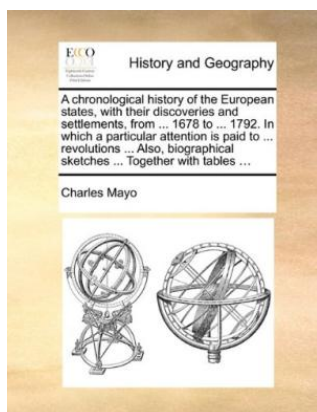 ECCO
History and Geography
A chronological history of the European
states, with their discoveries and
settlements, from ... 1678 to ... 1792. In
which a particular attention is paid to ...
revolutions ... Also, biographical
sketches ... Together with tables ...
Charles Mayo